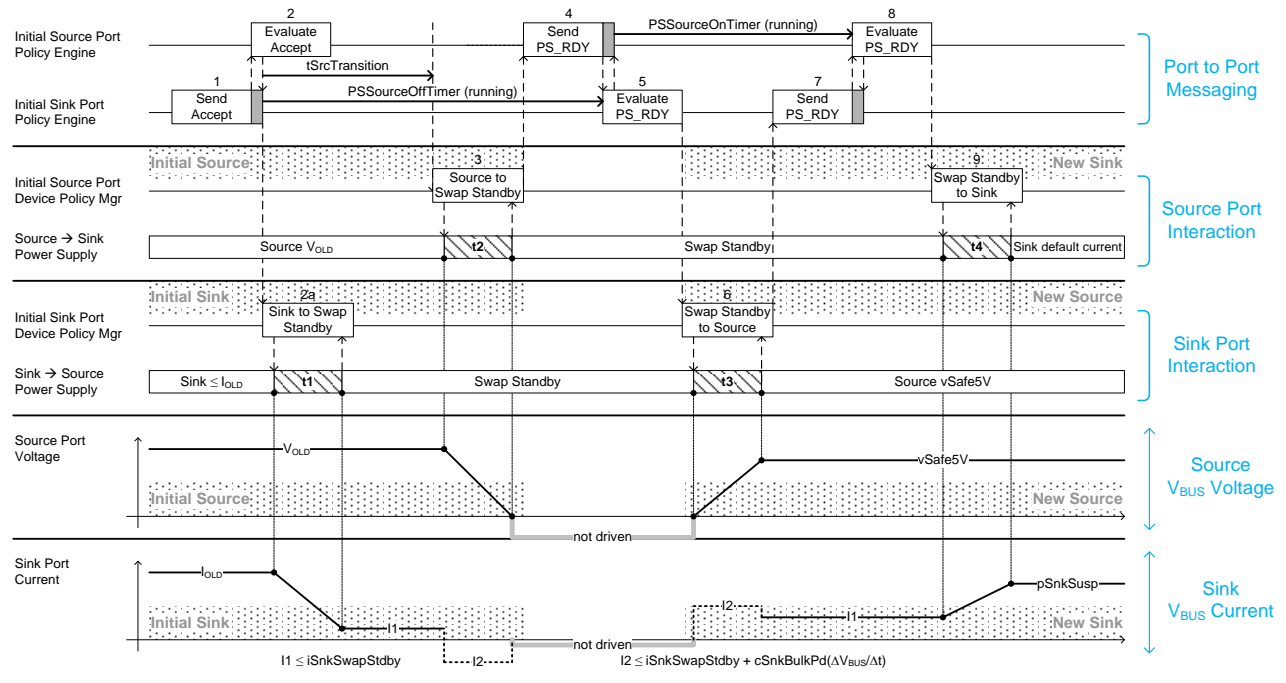 2
4
8
Initial Source Port
Policy Engine
Evaluate
Accept
Send
PS_RDY
PSSourceOnTimer (running)
Evaluate
PS_RDY
tSrcTransition
Port to Port
Messaging
1
5
7
PSSourceOffTimer (running)
Initial Sink Port
Policy Engine
Send
Accept
Evaluate
PS_RDY
Send
PS_RDY
Initial Source
3
9
New Sink
Initial Source Port
Device Policy Mgr
Source to
Swap Standby
Swap Standby
to Sink
Source Port
Interaction
Source → Sink
Power Supply
Source VOLD
t2
Swap Standby
t4
Sink default current
Initial Sink
2a
6
New Source
Initial Sink Port
Device Policy Mgr
Sink to Swap
Standby
Swap Standby
to Source
Sink Port
Interaction
Sink → Source
Power Supply
Sink ≤ IOLD
t1
Swap Standby
t3
Source vSafe5V
Source Port
Voltage
VOLD
vSafe5V
Source
VBUS Voltage
Initial Source
New Source
not driven
Sink Port
Current
IOLD
pSnkSusp
Sink
VBUS Current
I2
Initial Sink
I1
I1
New Sink
not driven
I1 ≤ iSnkSwapStdby
I2
I2 ≤ iSnkSwapStdby + cSnkBulkPd(ΔVBUS/Δt)